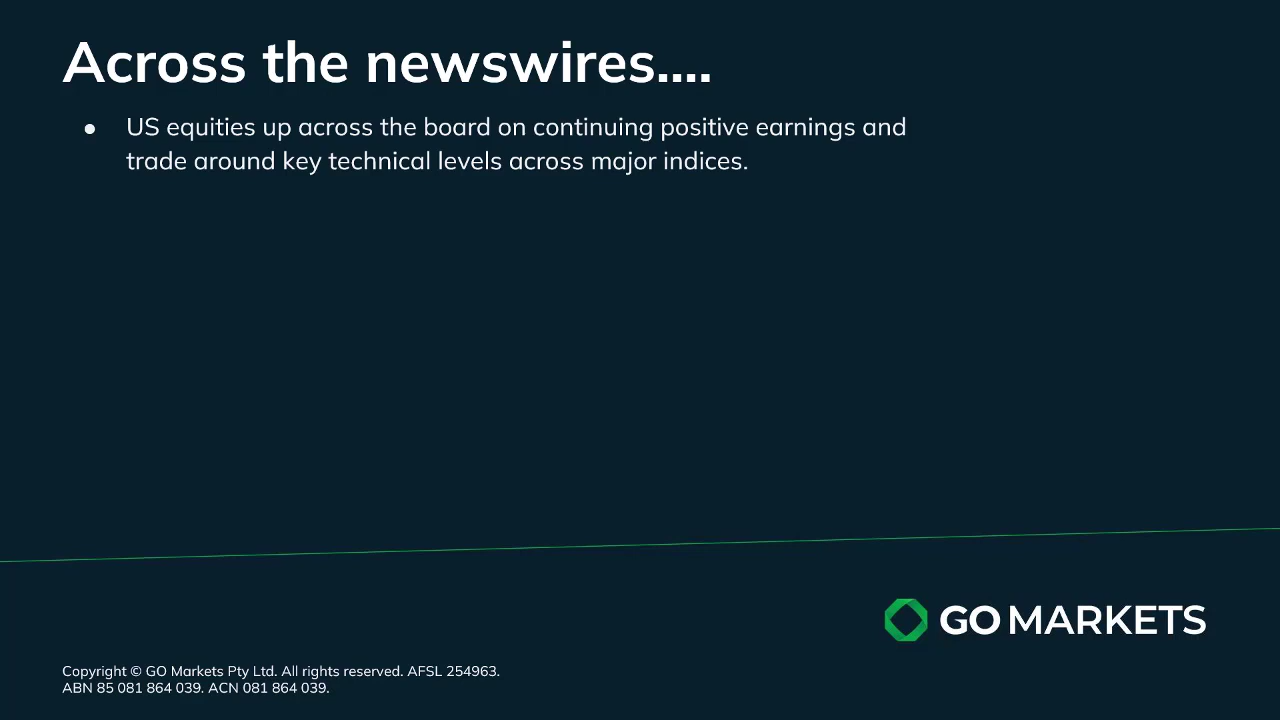 Across the newswires....
● US equities up across the board on continuing positive earnings and
trade around key technical levels across major indices.
GO MARKETS
Copyright © GO Markets Pty Ltd. All rights reserved. AFSL 254963.
ABN 85 081 864 039. ACN 081 864 039.